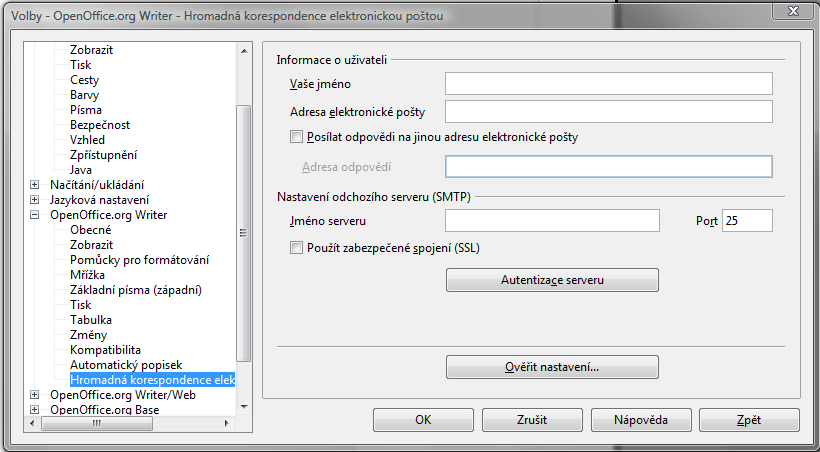 Volby - OpenOffice.org Writer - Hromadná korespondence elektronickou poštou
Zobrazit
Tisk
Cesty
Barvy
Písma
Bezpečnost
Vzhled
Zpřístupnění
Java
Načítání/ukládání
Jazyková nastavení
OpenOffice.org Writer
Obecné
Zobrazit
Pomůcky pro formátování
Mřížka
Základní písma (západní)
Tisk
Tabulka
Změny
Kompatibilita
Automatický popisek
Hromadná korespondence elek
OpenOffice.org Writer/Web
OpenOffice.org Base
Informace o uživateli
Vaše jméno
Adresa elektronické pošty
Posílat odpovědi na jinou adresu elektronické pošty
Adresa odpovědí
Nastavení odchozího serveru (SMTP)
Jméno serveru
Port 25
Použít zabezpečené spojení (SSL)
Autentizace serveru
Ověřit nastavení...
OK
Zrušit
Nápověda
Zpět